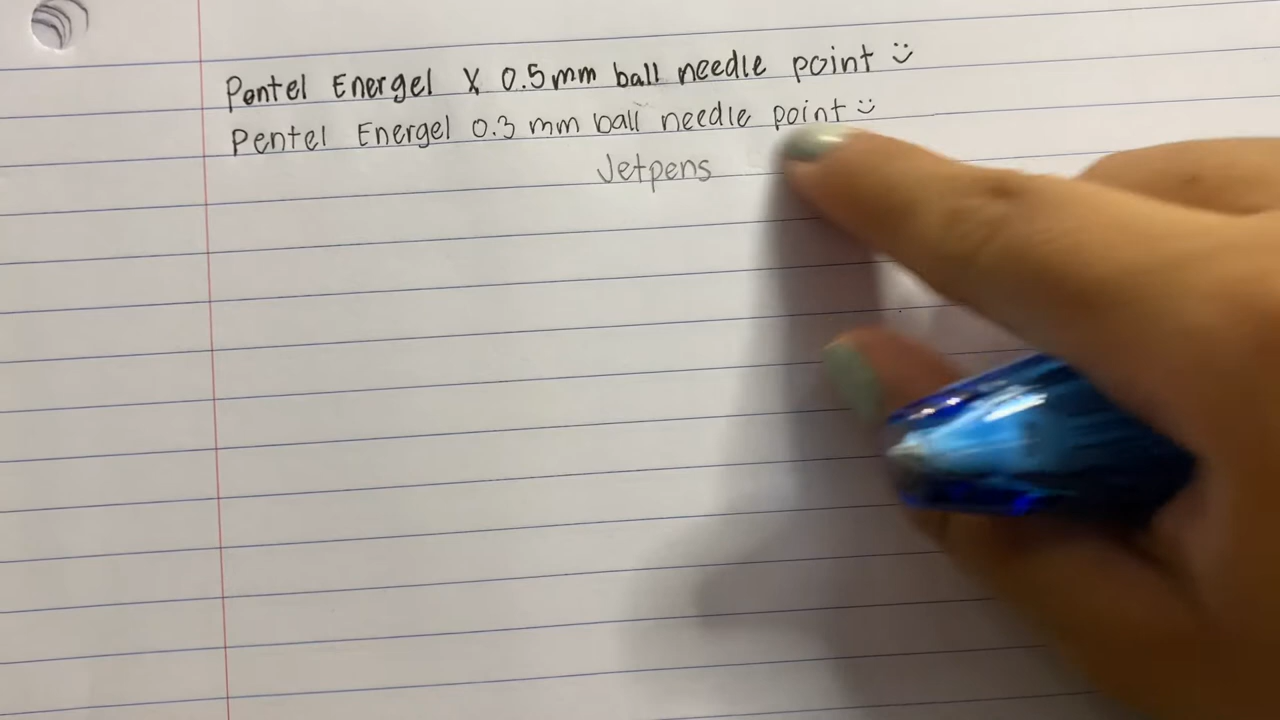 Pentel Energel X 0.5mm ball needle point :)
Pentel Energel 0.3 mm ball needle point :)
Jetpens